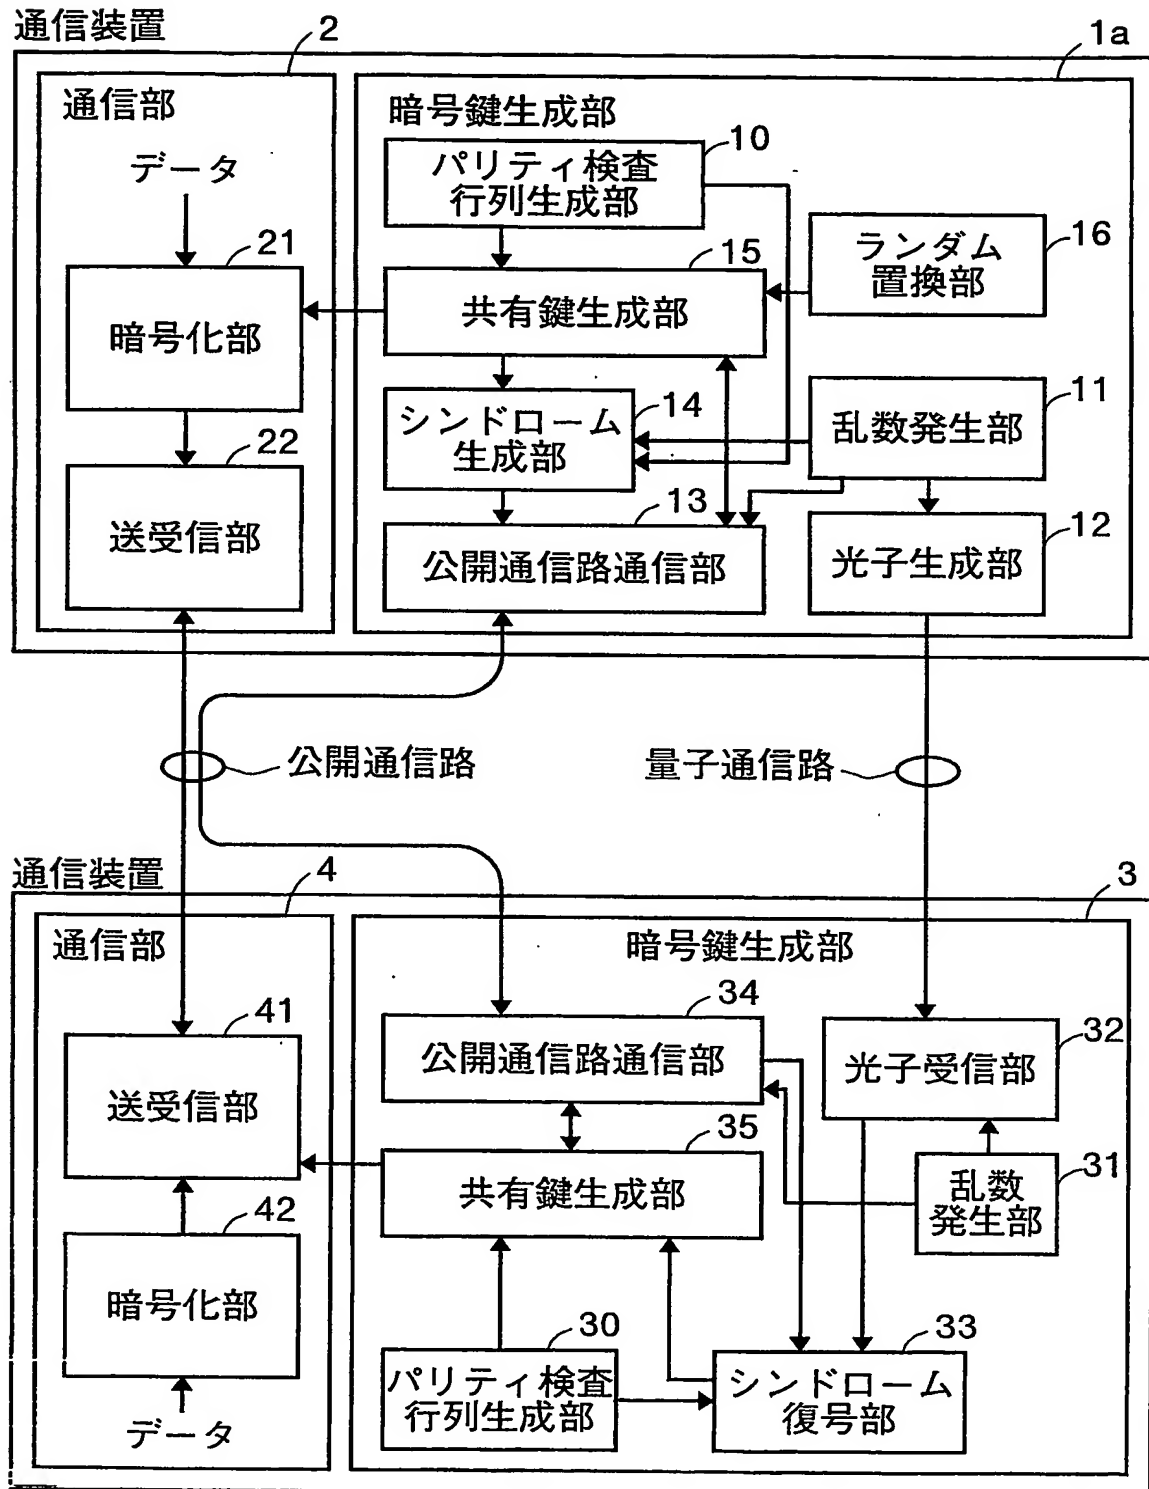 通信装置
2
1a
通信部
暗号鍵生成部
データ
10
パリティ検査
行列生成部
16
ランダム
置換部
21
暗号化部
15
共有鍵生成部
14
シンドローム
生成部
11
乱数発生部
22
送受信部
13
公開通信路通信部
12
光子生成部
公開通信路
量子通信路
通信装置
4
3
通信部
暗号鍵生成部
41
送受信部
34
公開通信路通信部
32
光子受信部
35
共有鍵生成部
31
乱数
発生部
42
暗号化部
データ
30
パリティ検査
行列生成部
33
シンドローム
復号部